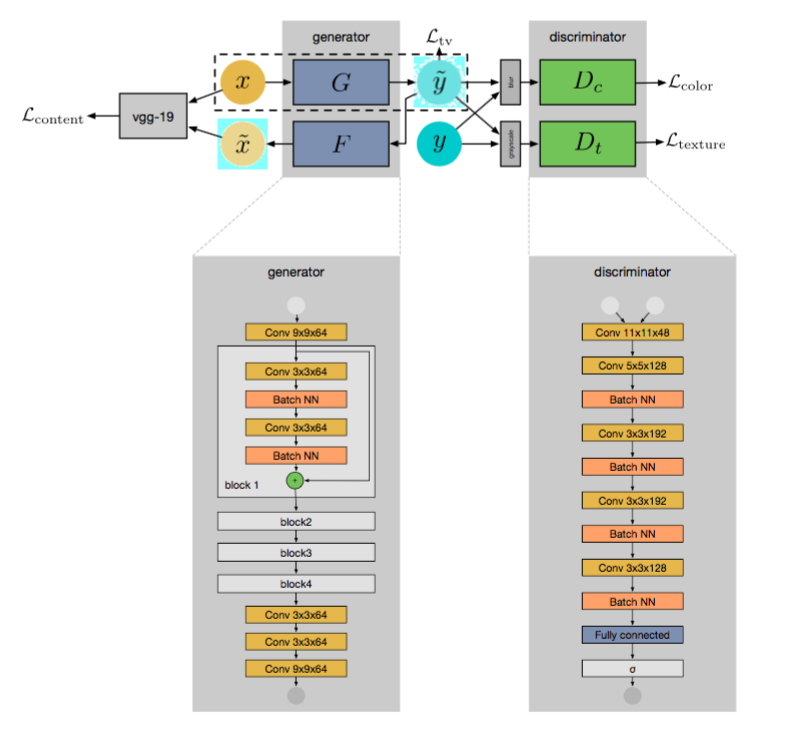 generator
discriminator
ℒtv
x
G
ỹ
blur
Dc
ℒcolor
ℒcontent
vgg-19
x̃
F
y
grayscale
Dt
ℒtexture
generator
Conv 9x9x64
Conv 3x3x64
Batch NN
Conv 3x3x64
Batch NN
+
block 1
block2
block3
block4
Conv 3x3x64
Conv 3x3x64
Conv 9x9x64
discriminator
Conv 11x11x48
Conv 5x5x128
Batch NN
Conv 3x3x192
Batch NN
Conv 3x3x192
Batch NN
Conv 3x3x128
Batch NN
Fully connected
σ